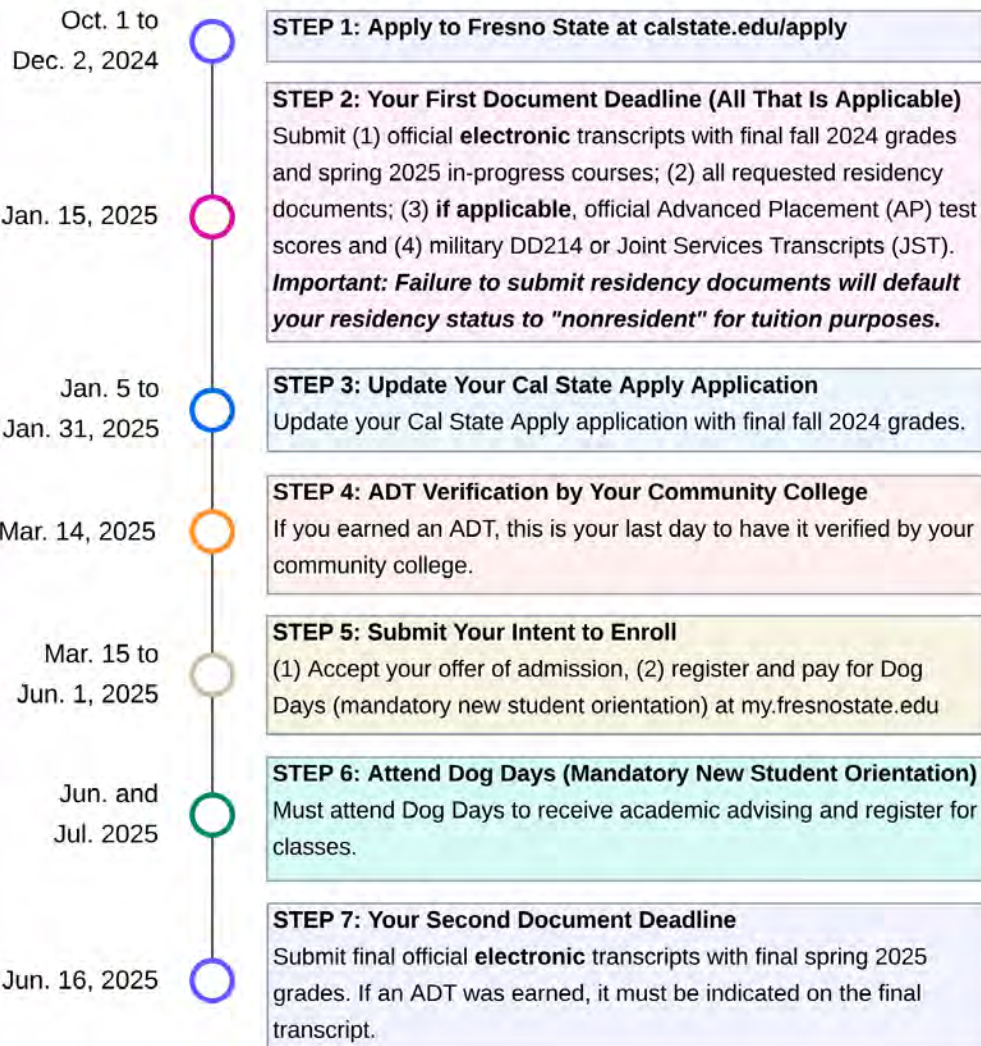 Oct. 1 to
Dec. 2, 2024
STEP 1: Apply to Fresno State at calstate.edu/apply
Jan. 15, 2025
STEP 2: Your First Document Deadline (All That Is Applicable)
Submit (1) official electronic transcripts with final fall 2024 grades
and spring 2025 in-progress courses; (2) all requested residency
documents; (3) if applicable, official Advanced Placement (AP) test
scores and (4) military DD214 or Joint Services Transcripts (JST).
Important: Failure to submit residency documents will default
your residency status to "nonresident" for tuition purposes.
Jan. 5 to
Jan. 31, 2025
STEP 3: Update Your Cal State Apply Application
Update your Cal State Apply application with final fall 2024 grades.
Mar. 14, 2025
STEP 4: ADT Verification by Your Community College
If you earned an ADT, this is your last day to have it verified by your
community college.
Mar. 15 to
Jun. 1, 2025
STEP 5: Submit Your Intent to Enroll
(1) Accept your offer of admission, (2) register and pay for Dog
Days (mandatory new student orientation) at my.fresnostate.edu
Jun. and
Jul. 2025
STEP 6: Attend Dog Days (Mandatory New Student Orientation)
Must attend Dog Days to receive academic advising and register for
classes.
Jun. 16, 2025
STEP 7: Your Second Document Deadline
Submit final official electronic transcripts with final spring 2025
grades. If an ADT was earned, it must be indicated on the final
transcript.